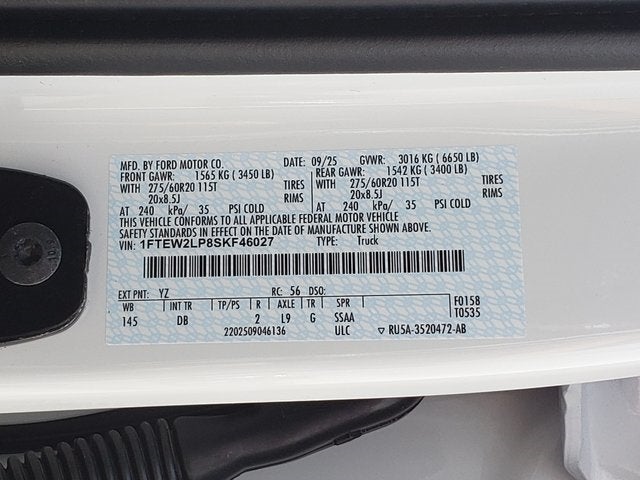 MFD. BY FORD MOTOR CO. DATE: 09/25 GVWR: 3016 KG ( 6650 LB)
FRONT GAWR: 1565 KG ( 3450 LB) REAR GAWR: 1542 KG ( 3400 LB)
WITH 275/60R20 115T TIRES WITH 275/60R20 115T TIRES
20x8.5J RIMS 20x8.5J RIMS
AT 240 kPa/ 35 PSI COLD AT 240 kPa/ 35 PSI COLD
THIS VEHICLE CONFORMS TO ALL APPLICABLE FEDERAL MOTOR VEHICLE
SAFETY STANDARDS IN EFFECT ON THE DATE OF MANUFACTURE SHOWN ABOVE.
VIN: 1FTEW2LP8SKF46027 TYPE: Truck
EXT PNT: YZ RC: 56 DSO: F0158
WB INT TR TP/PS R AXLE TR SPR T0535
145 DB 2 L9 G SSAA
2202509046136 ULC ▽ RU5A-3520472-AB